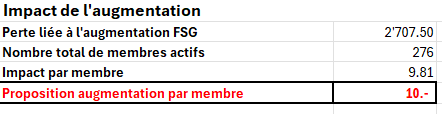 Impact de l'augmentation
Perte liée à l'augmentation FSG 2'707.50
Nombre total de membres actifs 276
Impact par membre 9.81
Proposition augmentation par membre 10.-